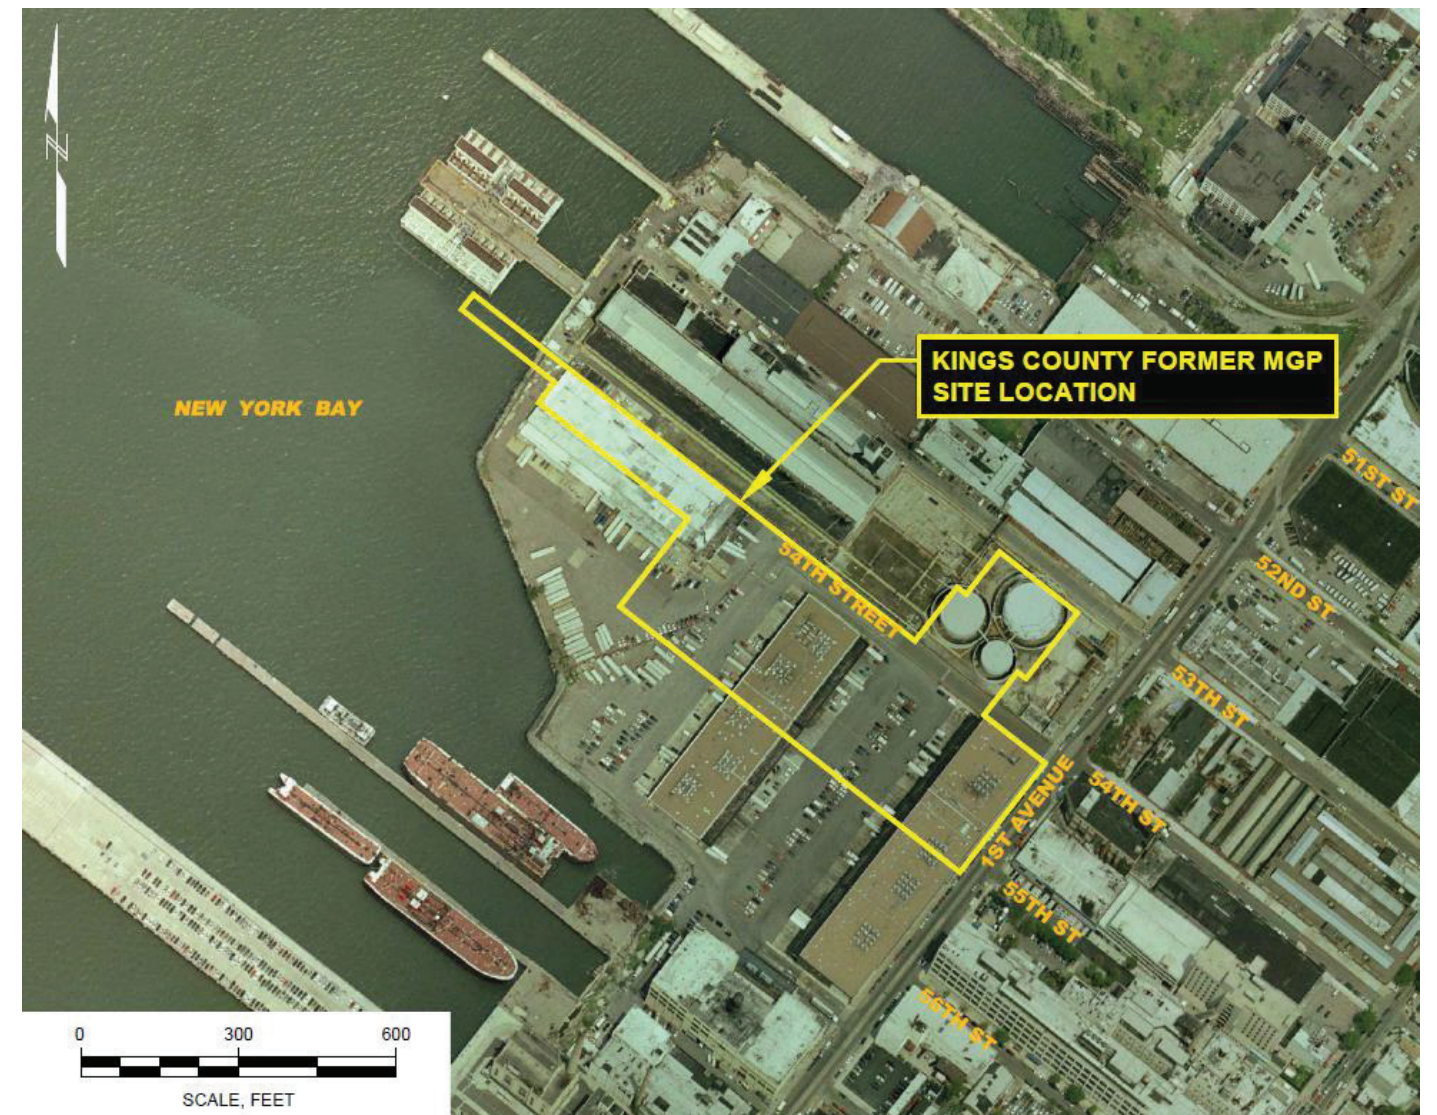 N
KINGS COUNTY FORMER MGP
SITE LOCATION
NEW YORK BAY
51ST ST
54TH STREET
52ND ST
53TH ST
1ST AVENUE
54TH ST
55TH ST
56TH ST
0 300 600
SCALE, FEET